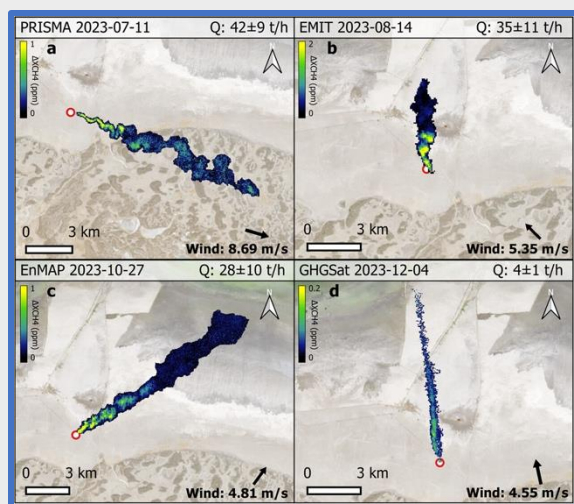 PRISMA 2023-07-11 Q: 42±9 t/h
a
N
1
ΔXCH4 (ppm)
0
0 3 km
Wind: 8.69 m/s
EMIT 2023-08-14 Q: 35±11 t/h
b
N
2
ΔXCH4 (ppm)
0
0 3 km
Wind: 5.35 m/s
EnMAP 2023-10-27 Q: 28±10 t/h
c
N
1
ΔXCH4 (ppm)
0
0 3 km
Wind: 4.81 m/s
GHGSat 2023-12-04 Q: 4±1 t/h
d
N
0.2
ΔXCH4 (ppm)
0
0 3 km
Wind: 4.55 m/s